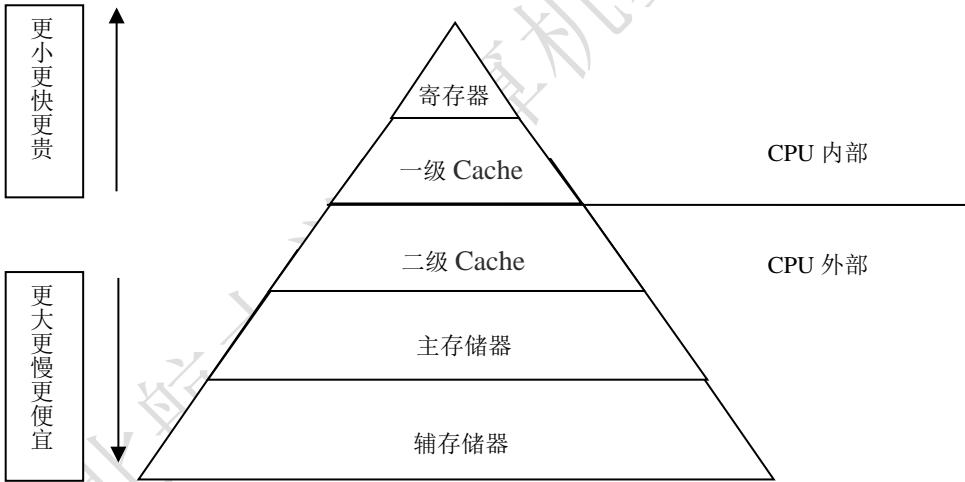 更小更快更贵
寄存器
一级 Cache
CPU 内部
二级 Cache
CPU 外部
更大更慢更便宜
主存储器
辅存储器